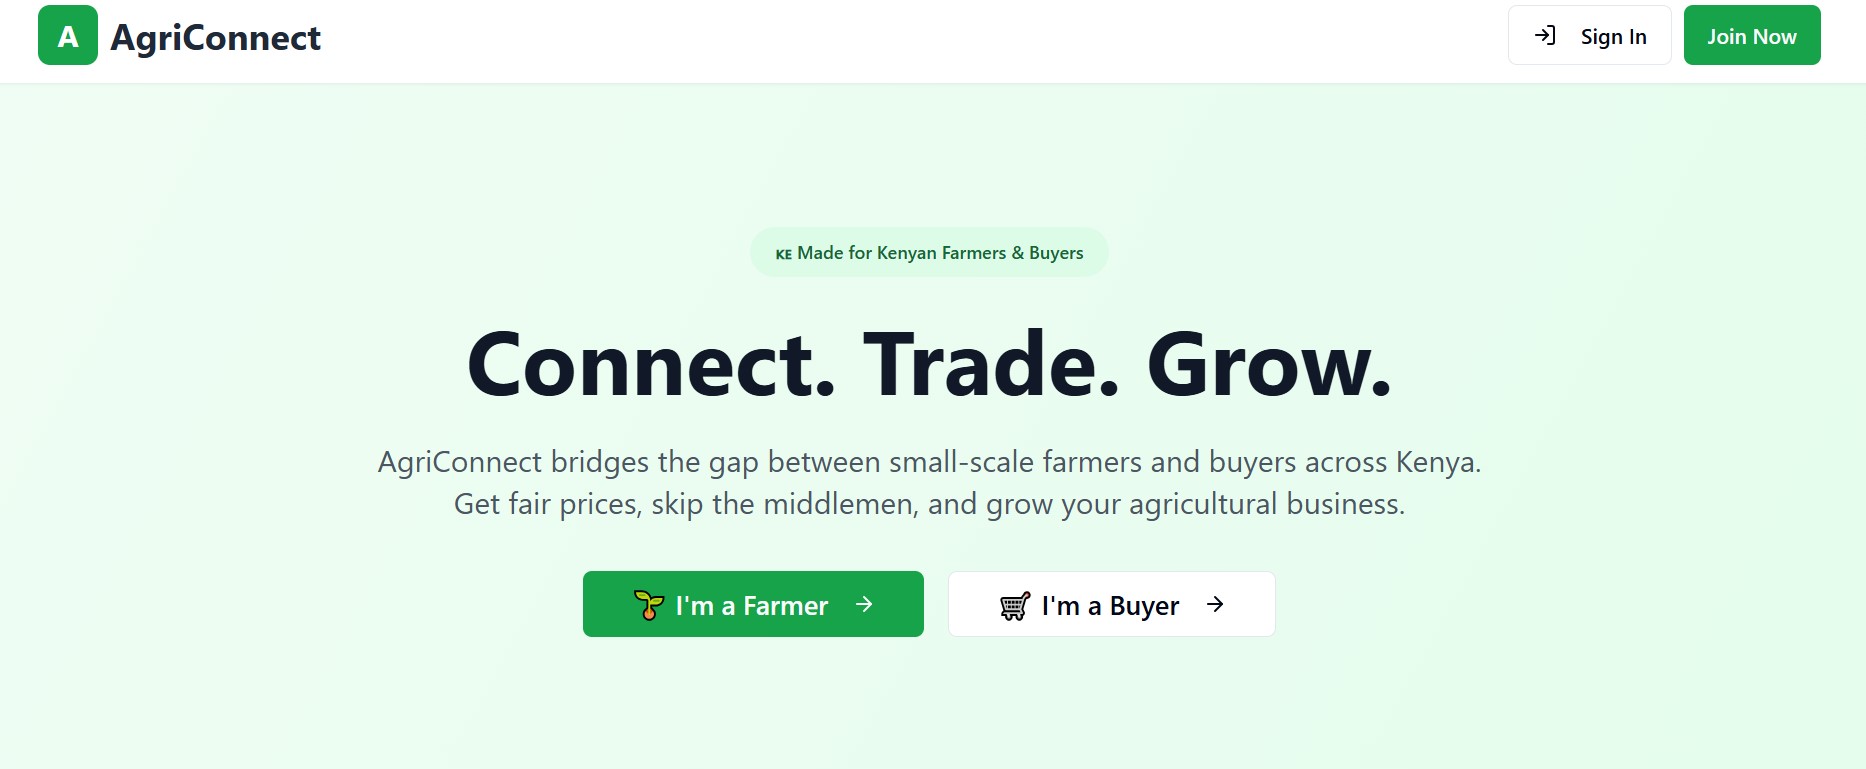 A AgriConnect
Sign In
Join Now
KE Made for Kenyan Farmers & Buyers
Connect. Trade. Grow.
AgriConnect bridges the gap between small-scale farmers and buyers across Kenya.
Get fair prices, skip the middlemen, and grow your agricultural business.
I'm a Farmer
I'm a Buyer